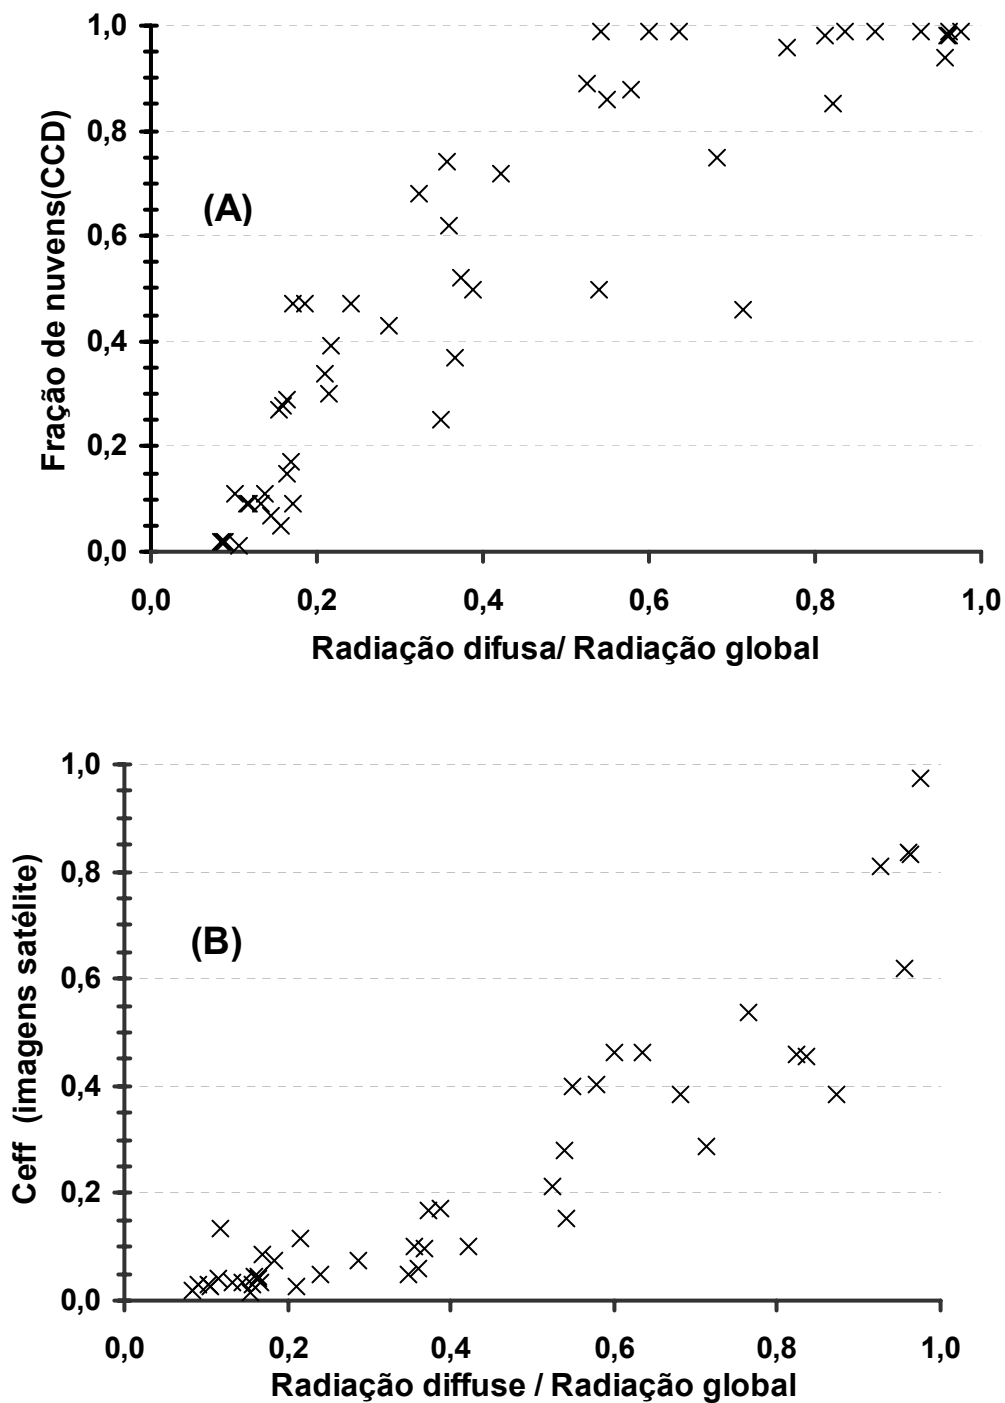 1,0
0,8
0,6
0,4
0,2
0,0
Fração de nuvens(CCD)
(A)
0,0 0,2 0,4 0,6 0,8 1,0
Radiação difusa/ Radiação global
1,0
0,8
0,6
0,4
0,2
0,0
Ceff (imagens satélite)
(B)
0,0 0,2 0,4 0,6 0,8 1,0
Radiação diffuse / Radiação global